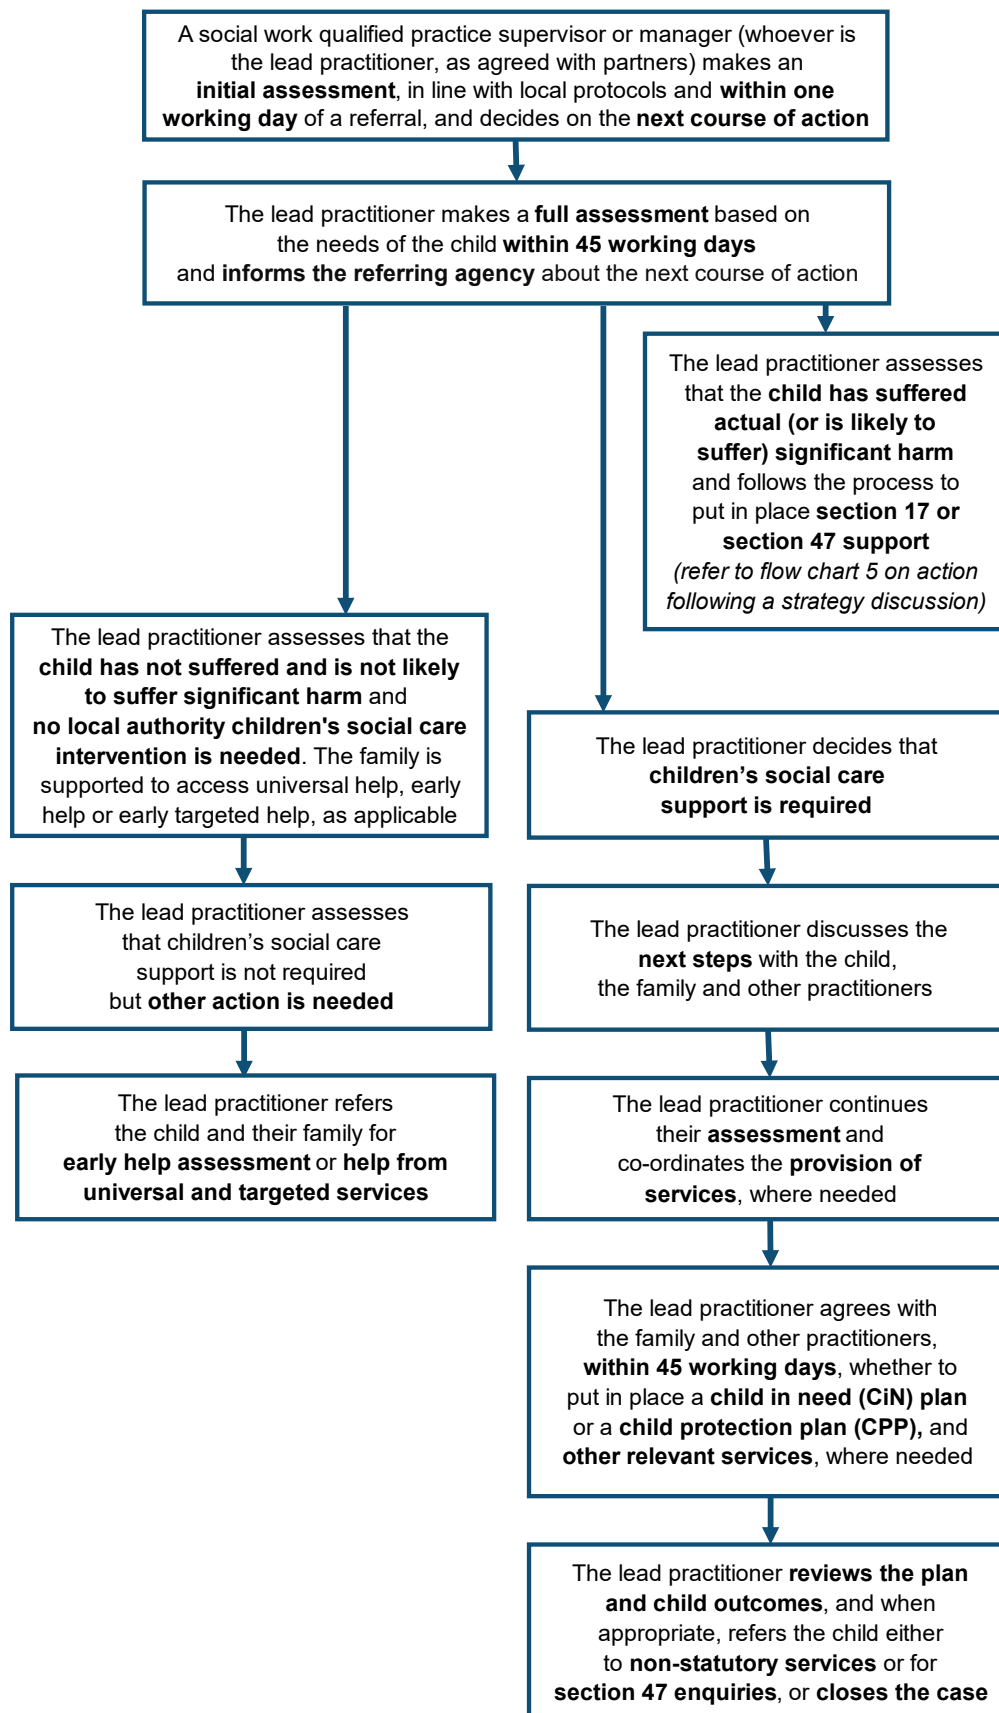 A social work qualified practice supervisor or manager (whoever is
the lead practitioner, as agreed with partners) makes an
initial assessment, in line with local protocols and within one
working day of a referral, and decides on the next course of action
The lead practitioner makes a full assessment based on
the needs of the child within 45 working days
and informs the referring agency about the next course of action
The lead practitioner assesses
that the child has suffered
actual (or is likely to
suffer) significant harm
and follows the process to
put in place section 17 or
section 47 support
(refer to flow chart 5 on action
following a strategy discussion)
The lead practitioner assesses that the
child has not suffered and is not likely
to suffer significant harm and
no local authority children's social care
intervention is needed. The family is
supported to access universal help, early
help or early targeted help, as applicable
The lead practitioner assesses
that children’s social care
support is not required
but other action is needed
The lead practitioner refers
the child and their family for
early help assessment or help from
universal and targeted services
The lead practitioner decides that
children’s social care
support is required
The lead practitioner discusses the
next steps with the child,
the family and other practitioners
The lead practitioner continues
their assessment and
co-ordinates the provision of
services, where needed
The lead practitioner agrees with
the family and other practitioners,
within 45 working days, whether to
put in place a child in need (CiN) plan
or a child protection plan (CPP), and
other relevant services, where needed
The lead practitioner reviews the plan
and child outcomes, and when
appropriate, refers the child either
to non-statutory services or for
section 47 enquiries, or closes the case